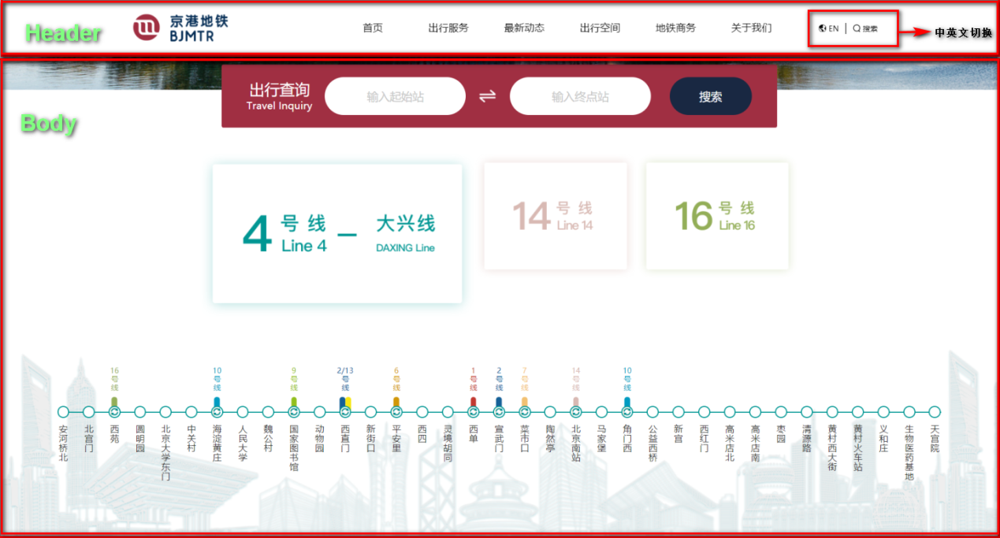 Header
京港地铁
BJMTR
首页 出行服务 最新动态 出行空间 地铁商务 关于我们
EN | 搜索
中英文切换
Body
出行查询
Travel Inquiry
输入起始站
输入终点站
搜索
4 号线 Line 4 — 大兴线 DAXING Line
14 号线 Line 14
16 号线 Line 16
16号线
10号线
9号线
2/13号线
6号线
1号线
2号线
7号线
14号线
10号线
安河桥北
北宫门
西苑
圆明园
北京大学东门
中关村
海淀黄庄
人民大学
魏公村
国家图书馆
动物园
西直门
新街口
平安里
西四
灵境胡同
西单
宣武门
菜市口
陶然亭
北京南站
马家堡
角门西
公益西桥
新宫
西红门
高米店北
高米店南
枣园
清源路
黄村西大街
黄村火车站
义和庄
生物医药基地
天宫院